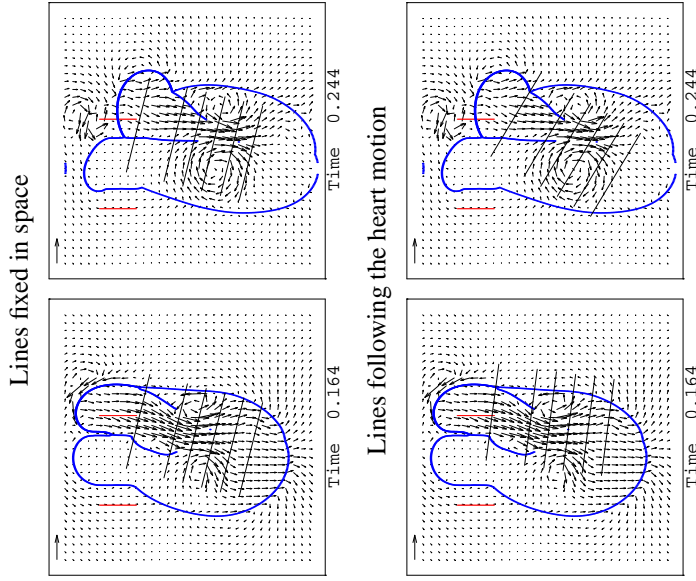 Lines fixed in space
Time 0.164
Time 0.244
Lines following the heart motion
Time 0.164
Time 0.244